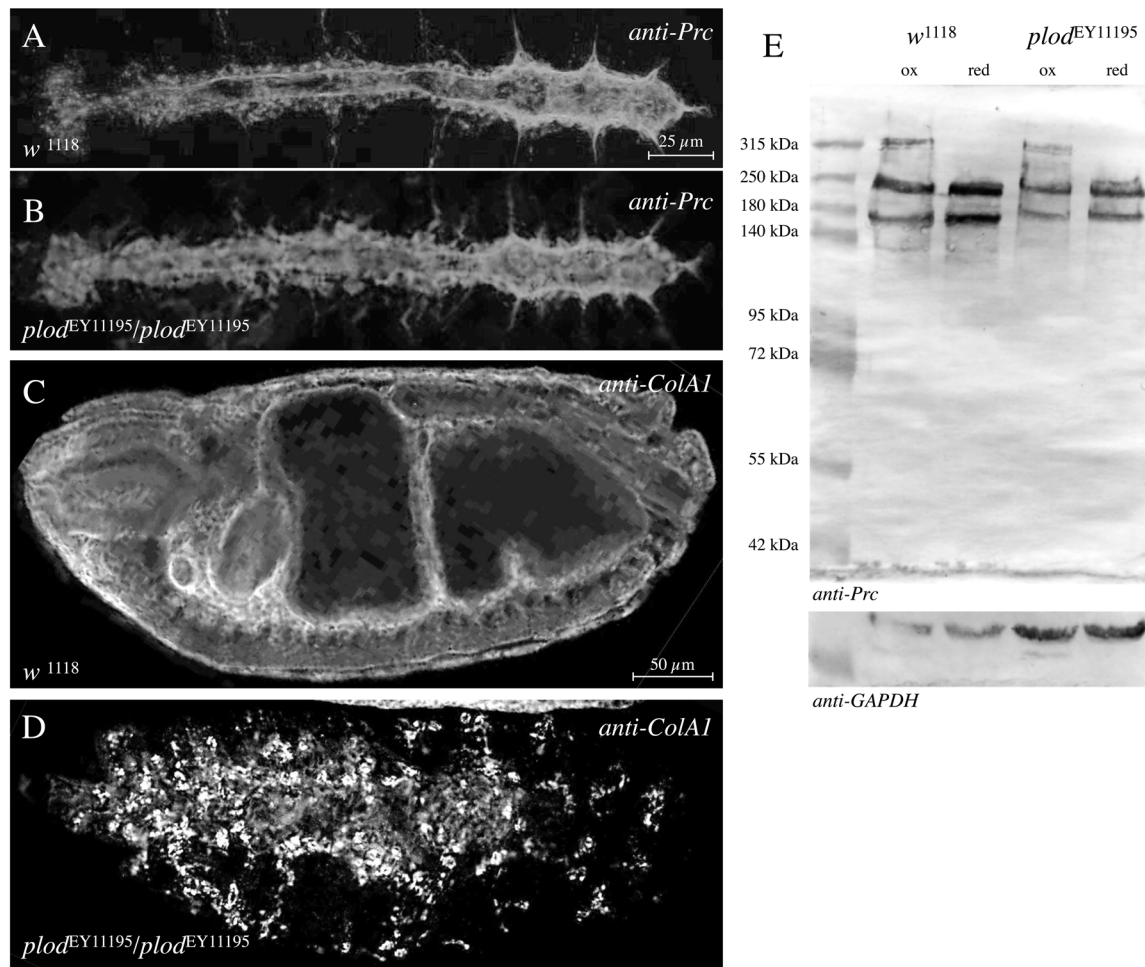 A
anti-Prc
w 1118
25 µm
B
anti-Prc
plodEY11195/plodEY11195
C
anti-ColA1
w 1118
50 µm
D
anti-ColA1
plodEY11195/plodEY11195
E
w1118 plodEY11195
ox red ox red
315 kDa
250 kDa
180 kDa
140 kDa
95 kDa
72 kDa
55 kDa
42 kDa
anti-Prc
anti-GAPDH